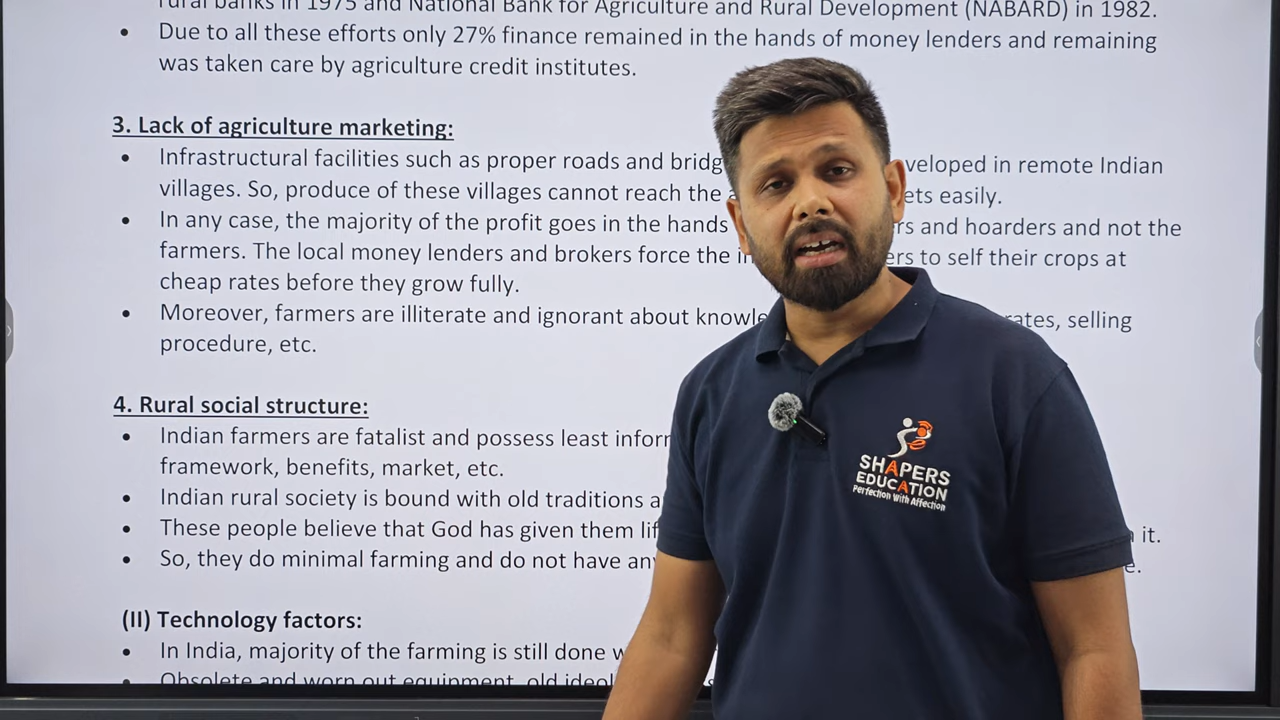 rural banks in 1975 and National Bank for Agriculture and Rural Development (NABARD) in 1982.
• Due to all these efforts only 27% finance remained in the hands of money lenders and remaining
was taken care by agriculture credit institutes.
3. Lack of agriculture marketing:
• Infrastructural facilities such as proper roads and bridg veloped in remote Indian
villages. So, produce of these villages cannot reach the ets easily.
• In any case, the majority of the profit goes in the hands rs and hoarders and not the
farmers. The local money lenders and brokers force the in ers to self their crops at
cheap rates before they grow fully.
• Moreover, farmers are illiterate and ignorant about knowle rates, selling
procedure, etc.
4. Rural social structure:
• Indian farmers are fatalist and possess least inforr
framework, benefits, market, etc.
• Indian rural society is bound with old traditions a
• These people believe that God has given them lif it.
• So, they do minimal farming and do not have any e.
(II) Technology factors:
• In India, majority of the farming is still done w
• Obsolete and worn out equipment, old ideol
SHAPERS
EDUCATION
Perfection With Affection